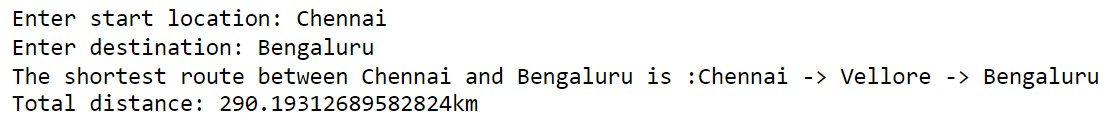 Enter start location: Chennai
Enter destination: Bengaluru
The shortest route between Chennai and Bengaluru is :Chennai -> Vellore -> Bengaluru
Total distance: 290.19312689582824km